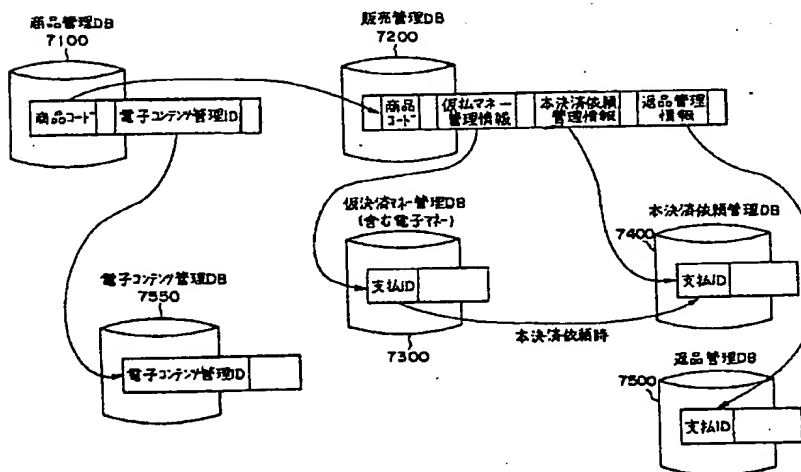 商品管理DB
7100
販売管理DB
7200
商品コード
電子コンテンツ管理ID
商品
コード
仮払マネー
管理情報
本決済依頼
管理情報
返品管理
情報
仮決済マネー管理DB
(含む電子マネー)
本決済依頼管理DB
7400
電子コンテンツ管理DB
7550
支払ID
支払ID
本決済依頼時
7300
電子コンテンツ管理ID
返品管理DB
7500
支払ID